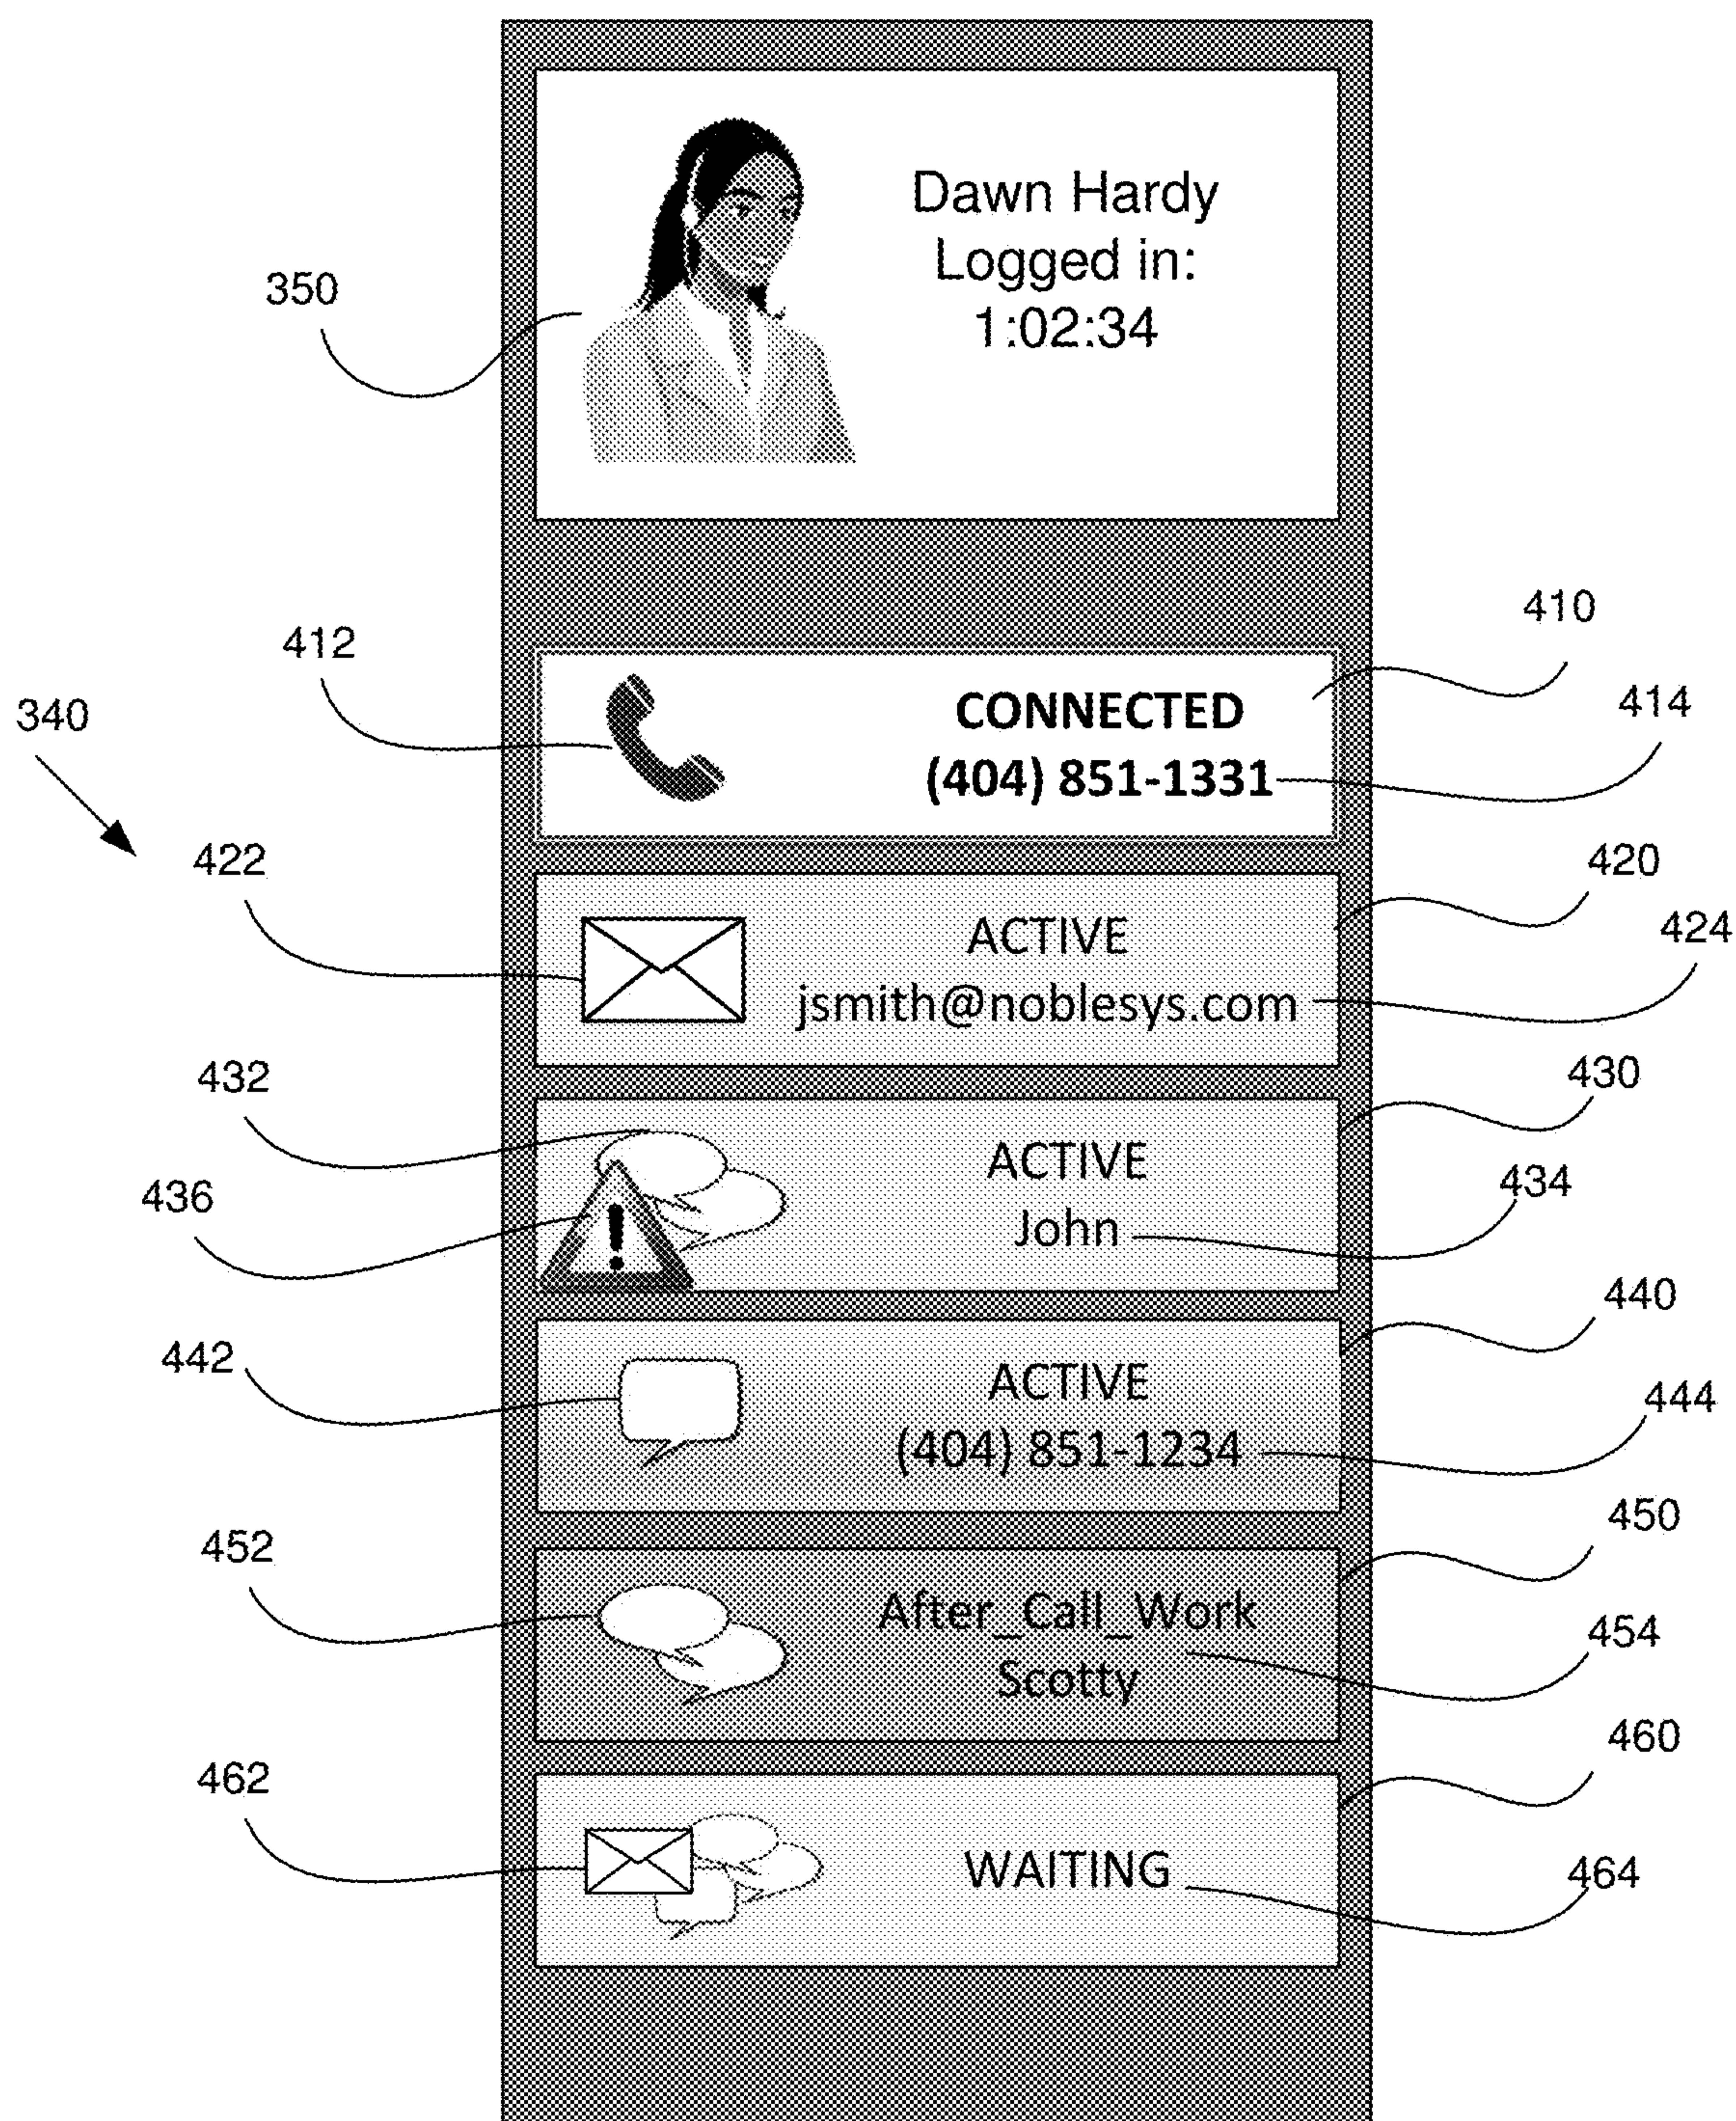 Dawn Hardy
Logged in:
1:02:34
350
410
412
CONNECTED
414
340
(404) 851-1331
422
420
ACTIVE
424
jsmith@noblesys.com
432
430
ACTIVE
436
434
!
John
440
442
ACTIVE
444
(404) 851-1234
450
452
After_Call_Work
454
Scotty
460
462
WAITING
464